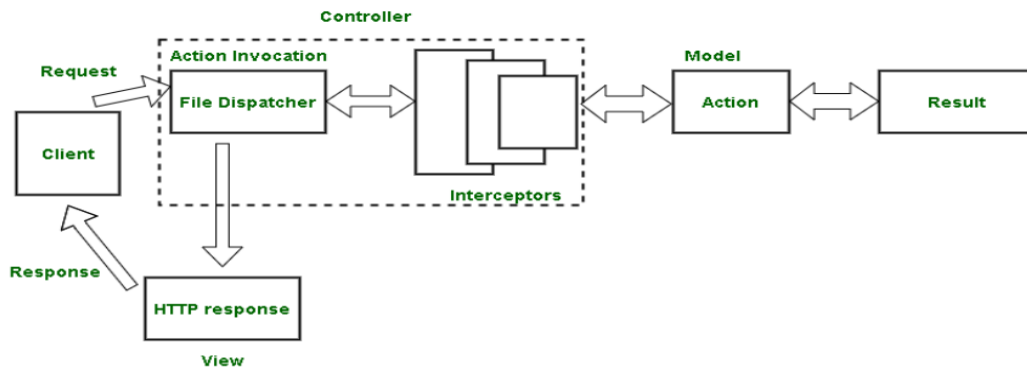 Controller
Action Invocation
Model
Request
File Dispatcher
Action
Result
Client
Interceptors
Response
HTTP response
View